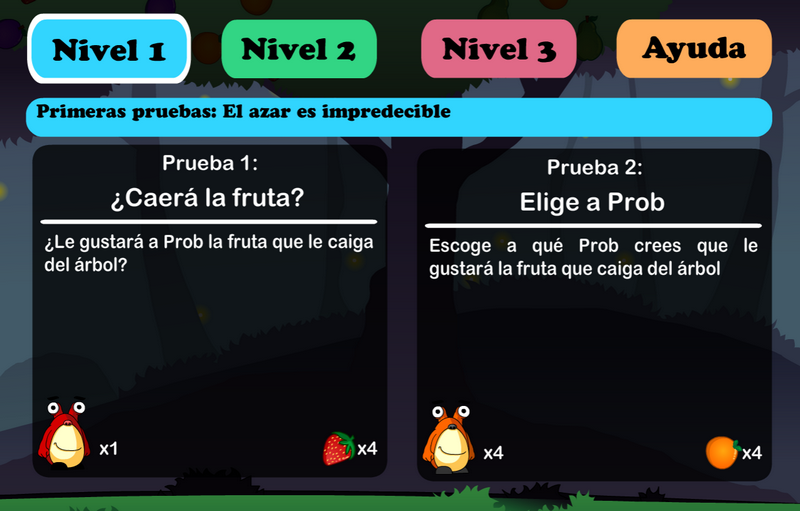 Nivel 1
Nivel 2
Nivel 3
Ayuda
Primeras pruebas: El azar es impredecible
Prueba 1:
¿Caerá la fruta?
¿Le gustará a Prob la fruta que le caiga
del árbol?
x1
x4
Prueba 2:
Elige a Prob
Escoge a qué Prob crees que le
gustará la fruta que caiga del árbol
x4
x4